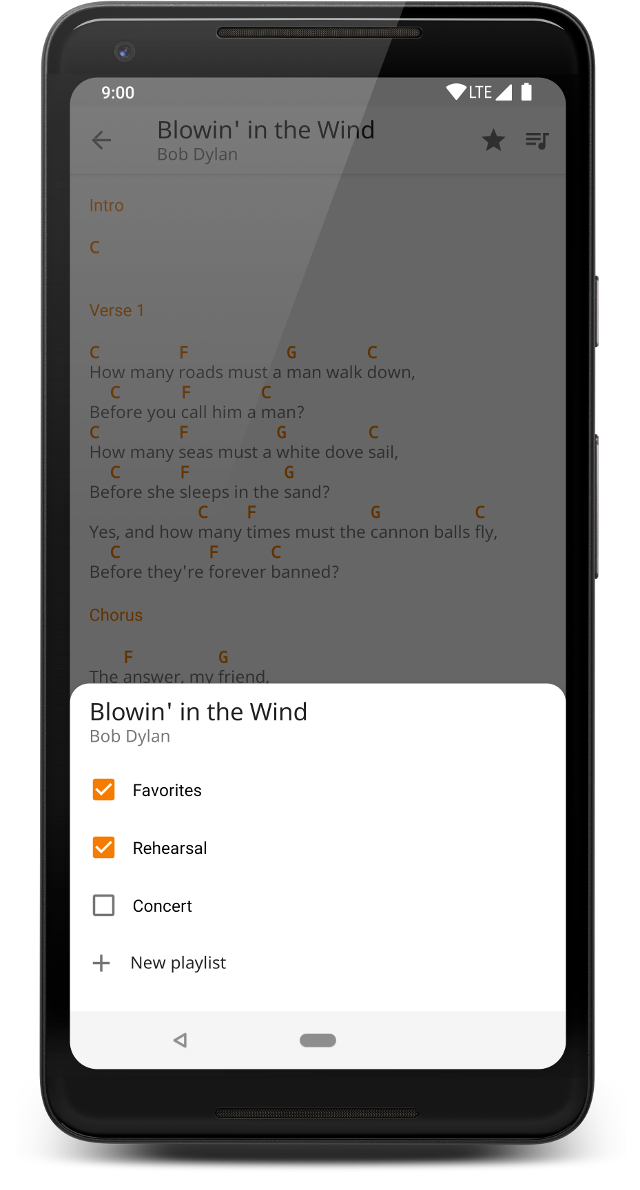 9:00 LTE
Blowin' in the Wind
Bob Dylan
Intro
C
Verse 1
C F G C
How many roads must a man walk down,
C F C
Before you call him a man?
C F G C
How many seas must a white dove sail,
C F G
Before she sleeps in the sand?
C F G C
Yes, and how many times must the cannon balls fly,
C F C
Before they're forever banned?
Chorus
F G
The answer, my friend,
Blowin' in the Wind
Bob Dylan
Favorites
Rehearsal
Concert
New playlist